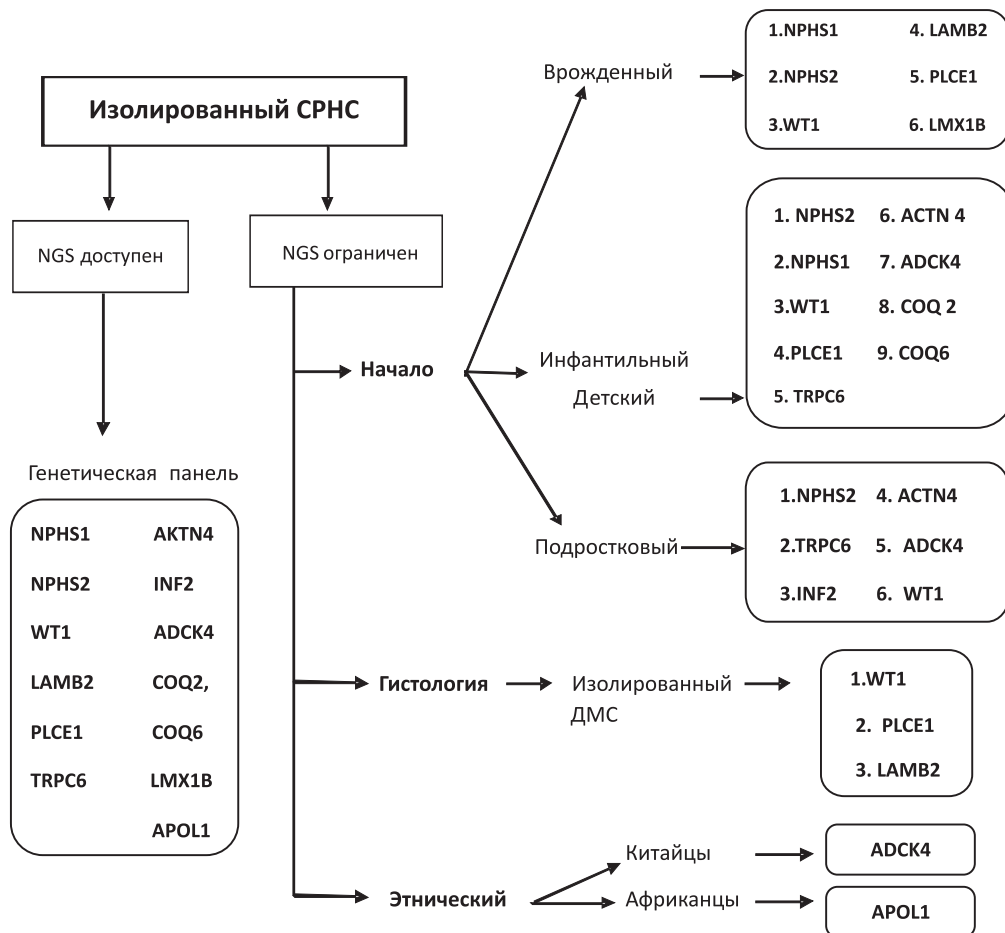 Изолированный СРНС
NGS доступен
Генетическая панель
NPHS1 AKTN4
NPHS2 INF2
WT1 ADCK4
LAMB2 COQ2,
PLCE1 COQ6
TRPC6 LMX1B
APOL1
NGS ограничен
Начало
Врожденный
1.NPHS1 4. LAMB2
2.NPHS2 5. PLCE1
3.WT1 6. LMX1B
Инфантильный
Детский
1. NPHS2 6. ACTN 4
2.NPHS1 7. ADCK4
3.WT1 8. COQ 2
4.PLCE1 9. COQ6
5. TRPC6
Подростковый
1.NPHS2 4. ACTN4
2.TRPC6 5. ADCK4
3.INF2 6. WT1
Гистология
Изолированный
ДМС
1.WT1
2. PLCE1
3. LAMB2
Этнический
Китайцы
ADCK4
Африканцы
APOL1